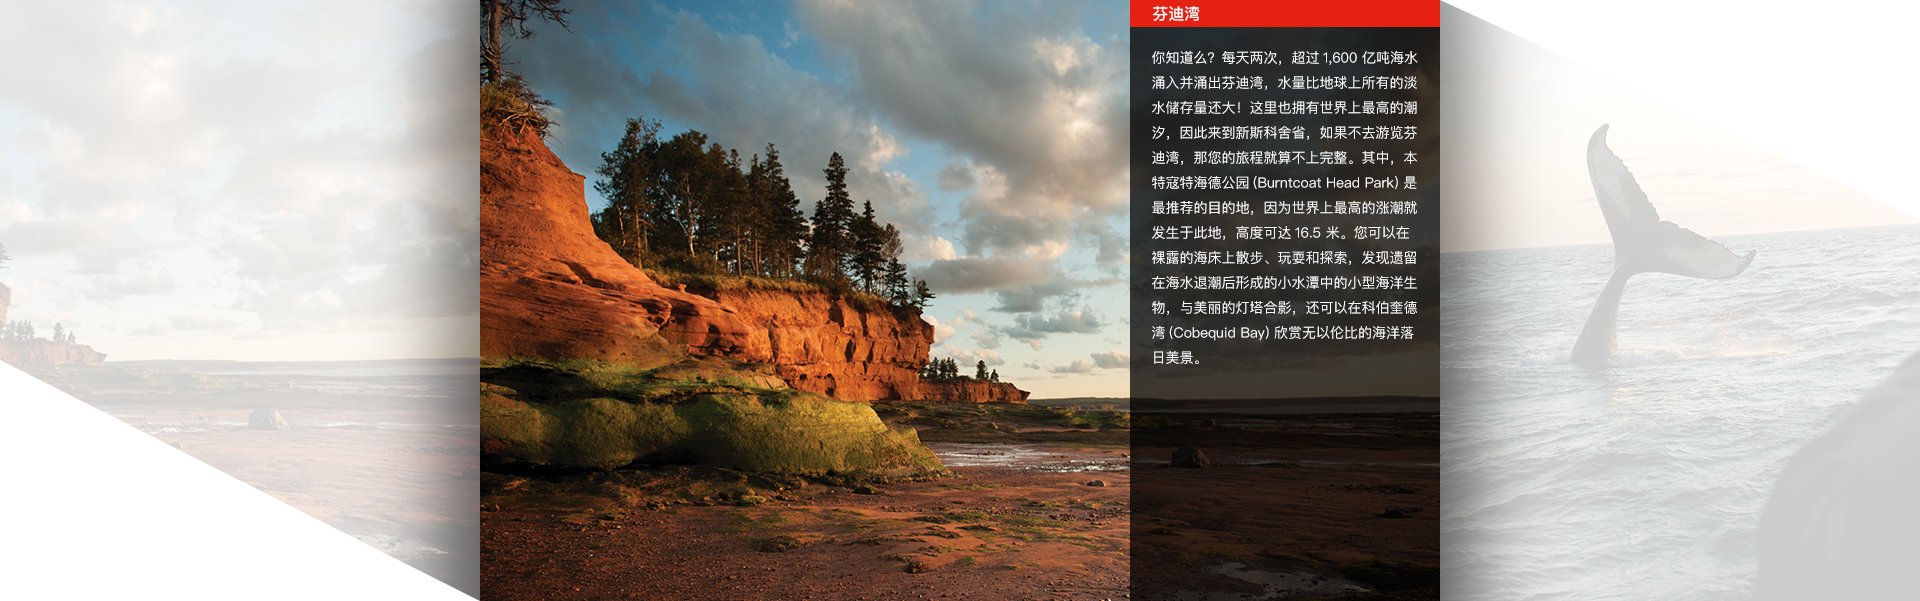 芬迪湾
你知道么？每天两次，超过 1,600 亿吨海水
涌入并涌出芬迪湾，水量比地球上所有的淡
水储存量还大！这里也拥有世界上最高的潮
汐，因此来到新斯科舍省，如果不去游览芬
迪湾，那您的旅程就算不上完整。其中，本
特寇特海德公园 (Burntcoat Head Park) 是
最推荐的目的地，因为世界上最高的涨潮就
发生于此地，高度可达 16.5 米。您可以在
裸露的海床上散步、玩耍和探索，发现遗留
在海水退潮后形成的小水潭中的小型海洋生
物，与美丽的灯塔合影，还可以在科伯奎德
湾 (Cobequid Bay) 欣赏无以伦比的海洋落
日美景。